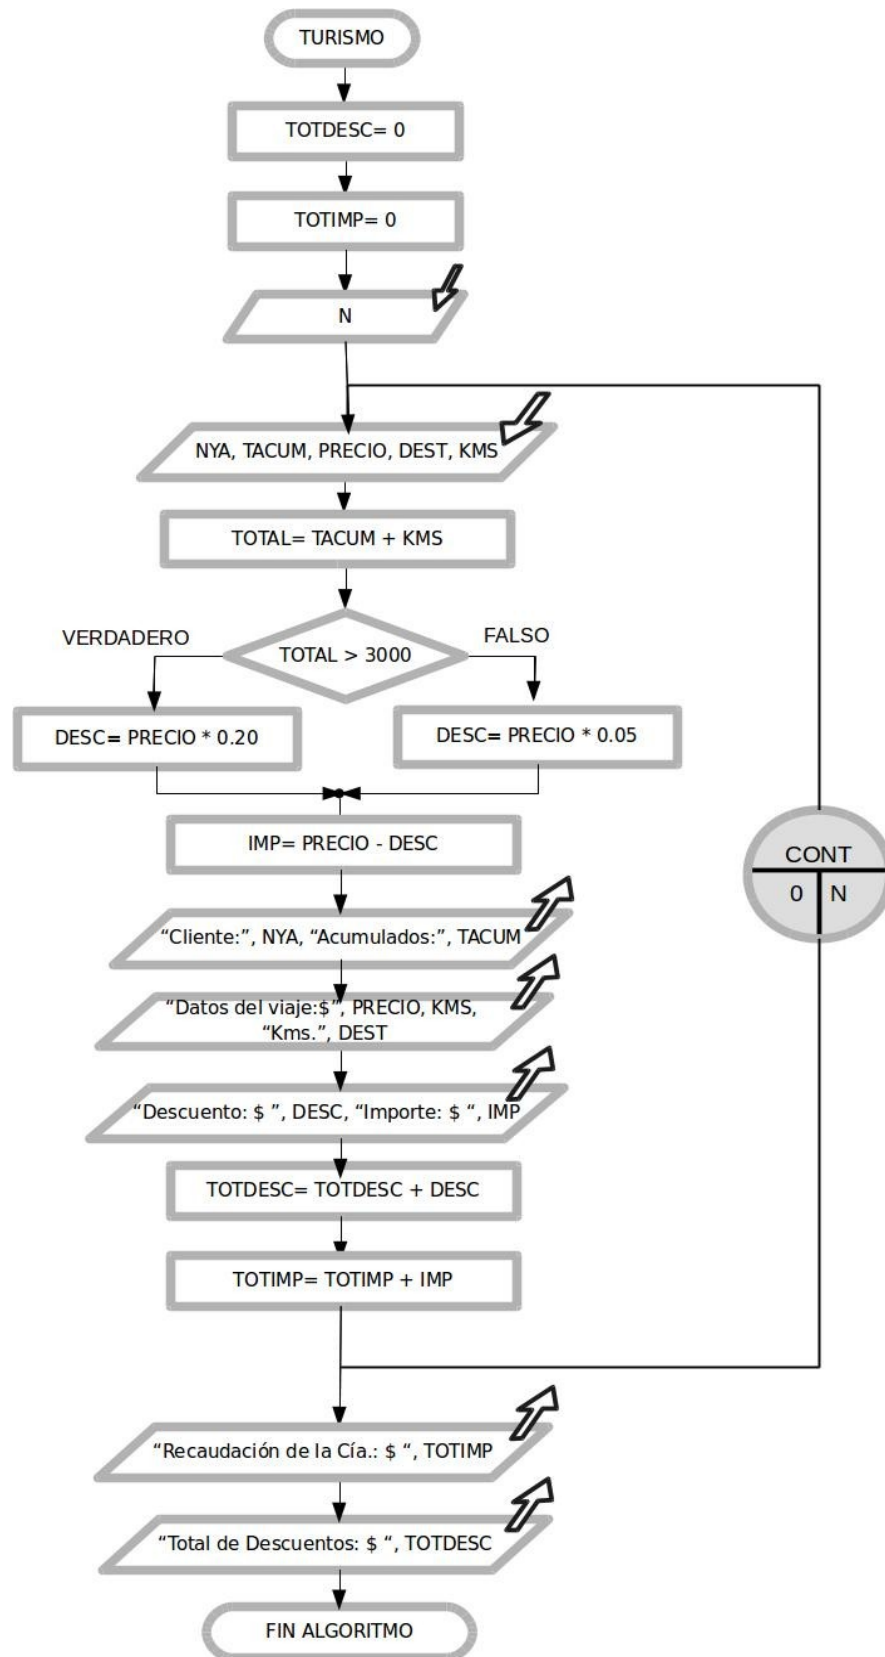 TURISMO
TOTDESC= 0
TOTIMP= 0
N
NYA, TACUM, PRECIO, DEST, KMS
TOTAL= TACUM + KMS
VERDADERO
TOTAL > 3000
FALSO
DESC= PRECIO * 0.20
DESC= PRECIO * 0.05
IMP= PRECIO - DESC
CONT
0 N
“Cliente:”, NYA, “Acumulados:”, TACUM
“Datos del viaje:$”, PRECIO, KMS,
“Kms.”, DEST
“Descuento: $ ”, DESC, “Importe: $ “, IMP
TOTDESC= TOTDESC + DESC
TOTIMP= TOTIMP + IMP
“Recaudación de la Cía.: $ “, TOTIMP
“Total de Descuentos: $ “, TOTDESC
FIN ALGORITMO